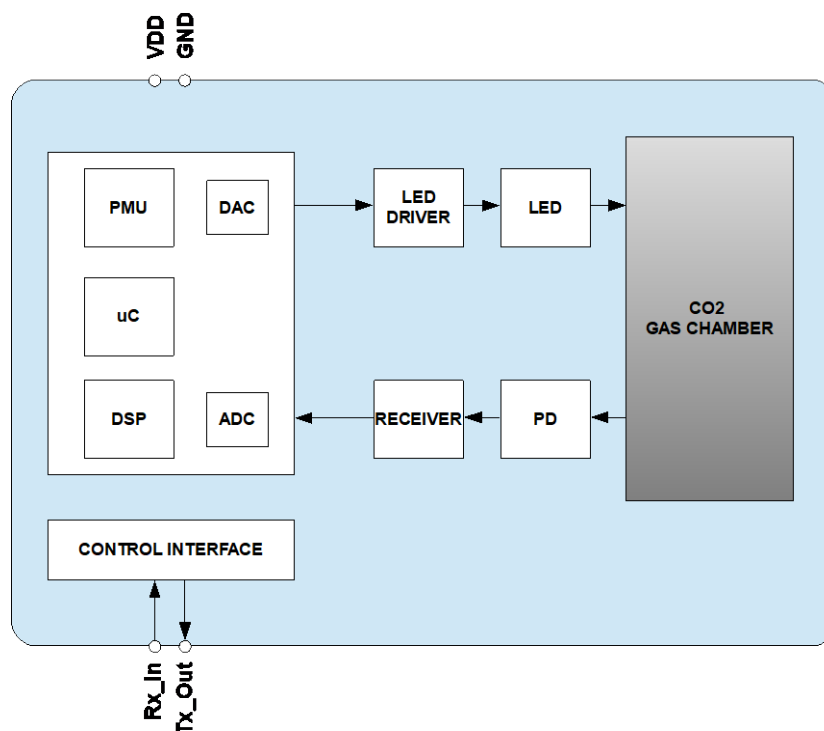 VDD
GND
PMU
DAC
LED
DRIVER
LED
CO2
GAS CHAMBER
uC
DSP
ADC
RECEIVER
PD
CONTROL INTERFACE
Rx_In
Tx_Out